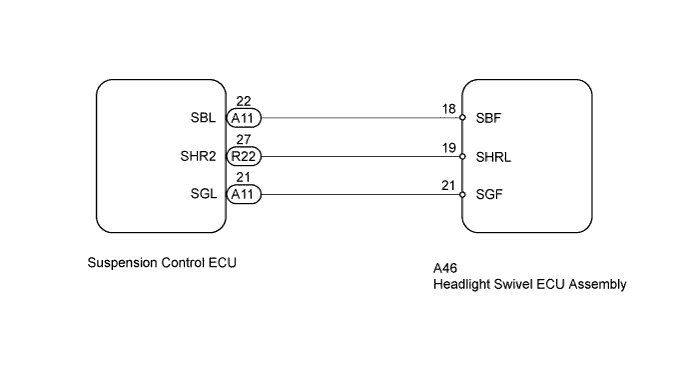 22
18
SBL
A11
SBF
27
19
SHR2
R22
SHRL
21
21
SGL
A11
SGF
Suspension Control ECU
A46
Headlight Swivel ECU Assembly